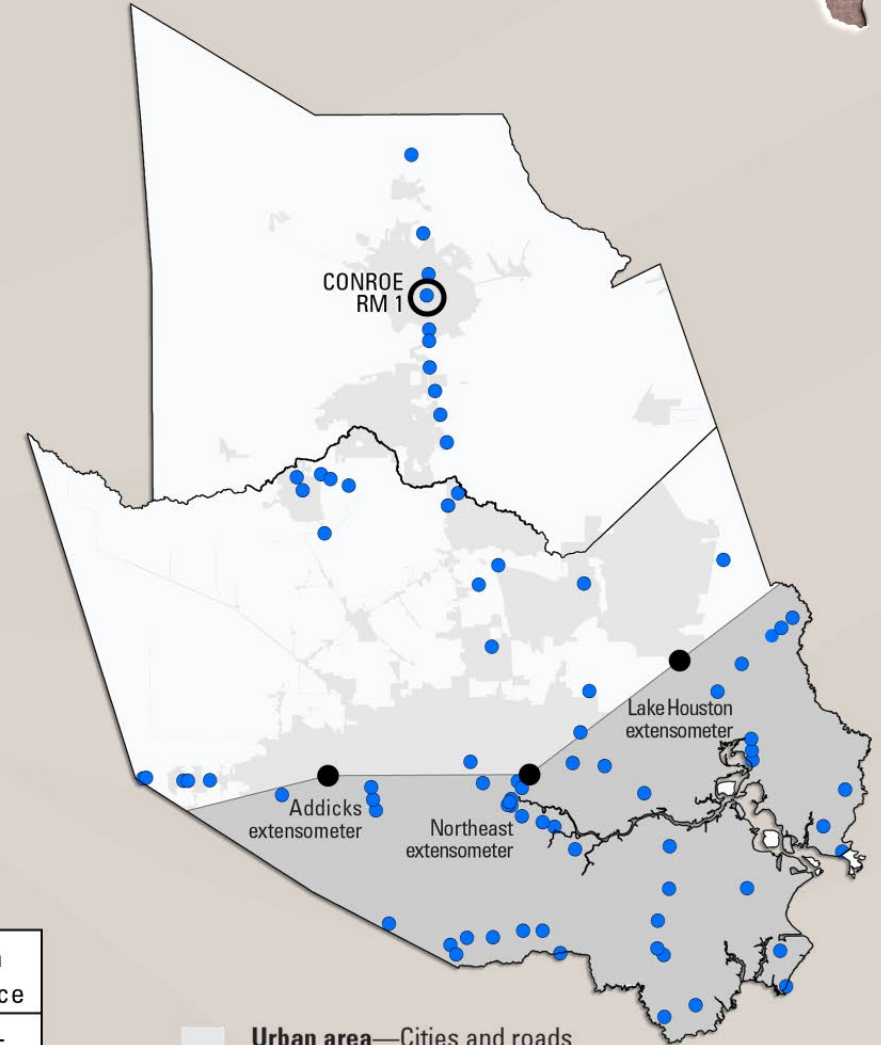 CONROE
RM 1
Lake Houston
extensometer
Addicks
extensometer
Northeast
extensometer
ce
Urban area—Cities and roads